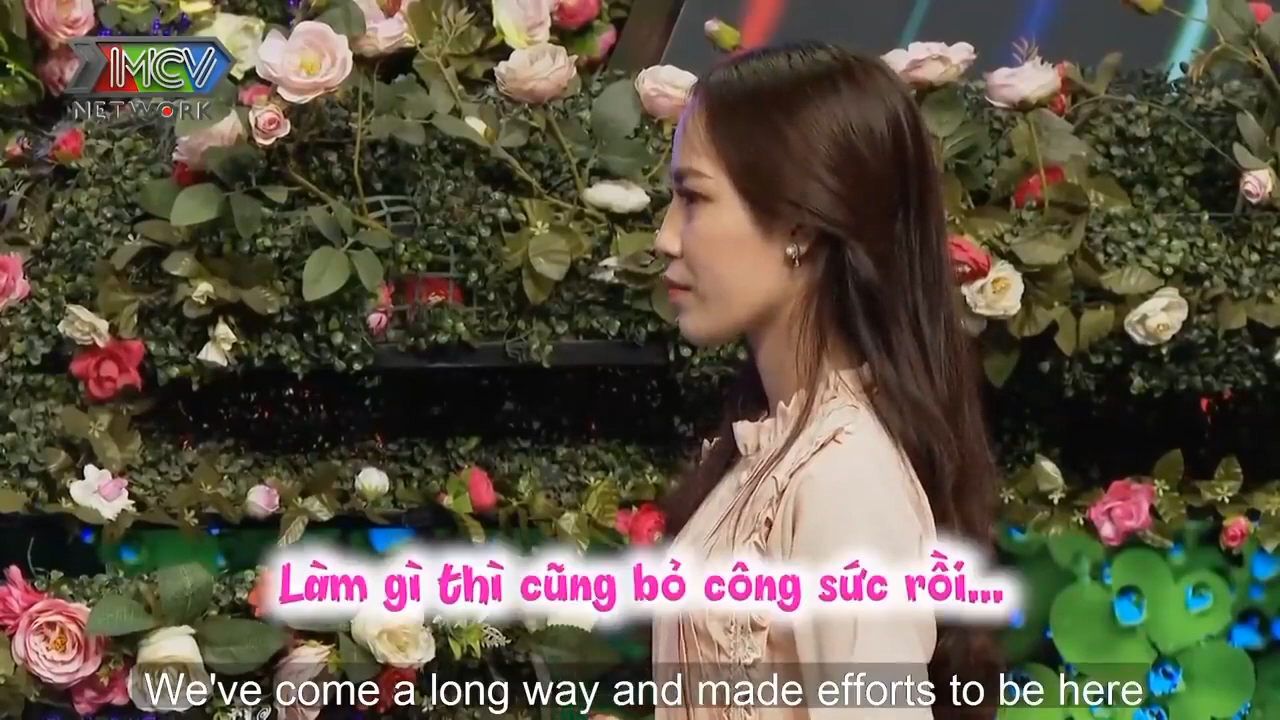 MCV
NETWORK
Làm gì thì cũng bỏ công sức rồi...
We've come a long way and made efforts to be here